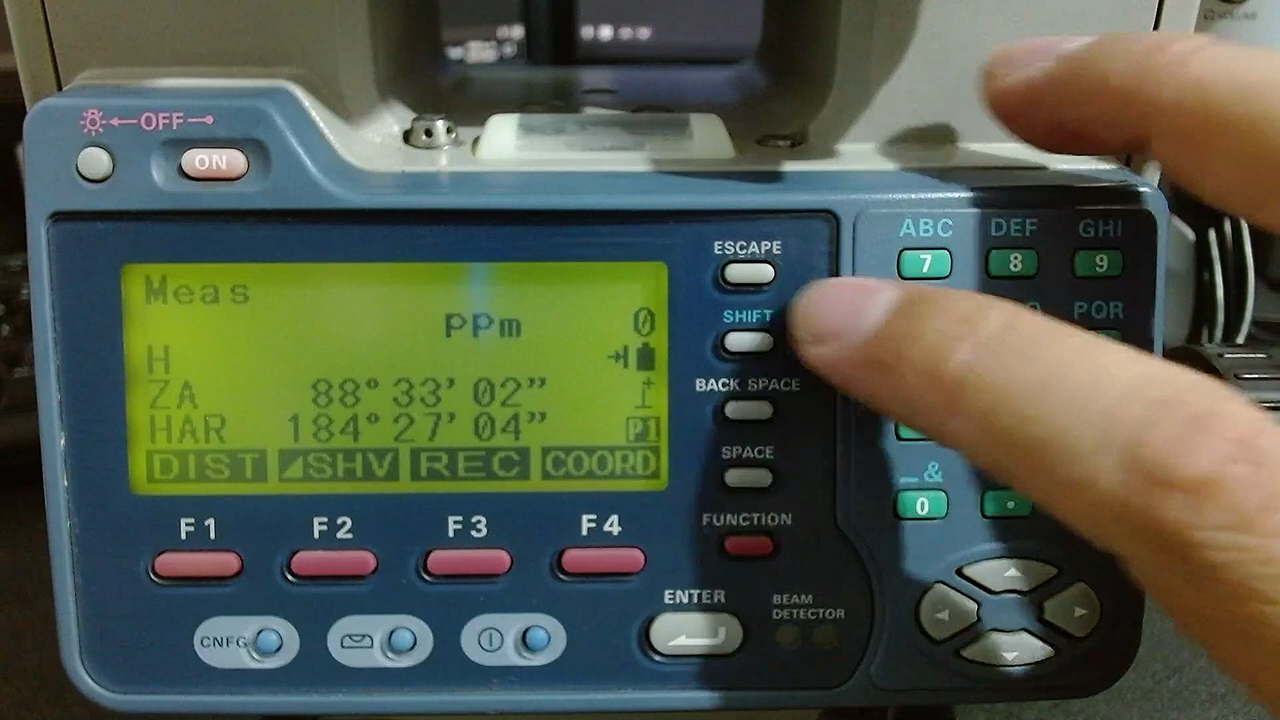 OFF
ON
Meas
ppm 0
H
ZA 88° 33' 02"
HAR 184° 27' 04" P1
DIST ◢SHV REC COORD
F1 F2 F3 F4
CNFG
ESCAPE
SHIFT
BACK SPACE
SPACE
FUNCTION
ENTER
BEAM
DETECTOR
ABC DEF GHI
7 8 9
PQR
_&
0 .